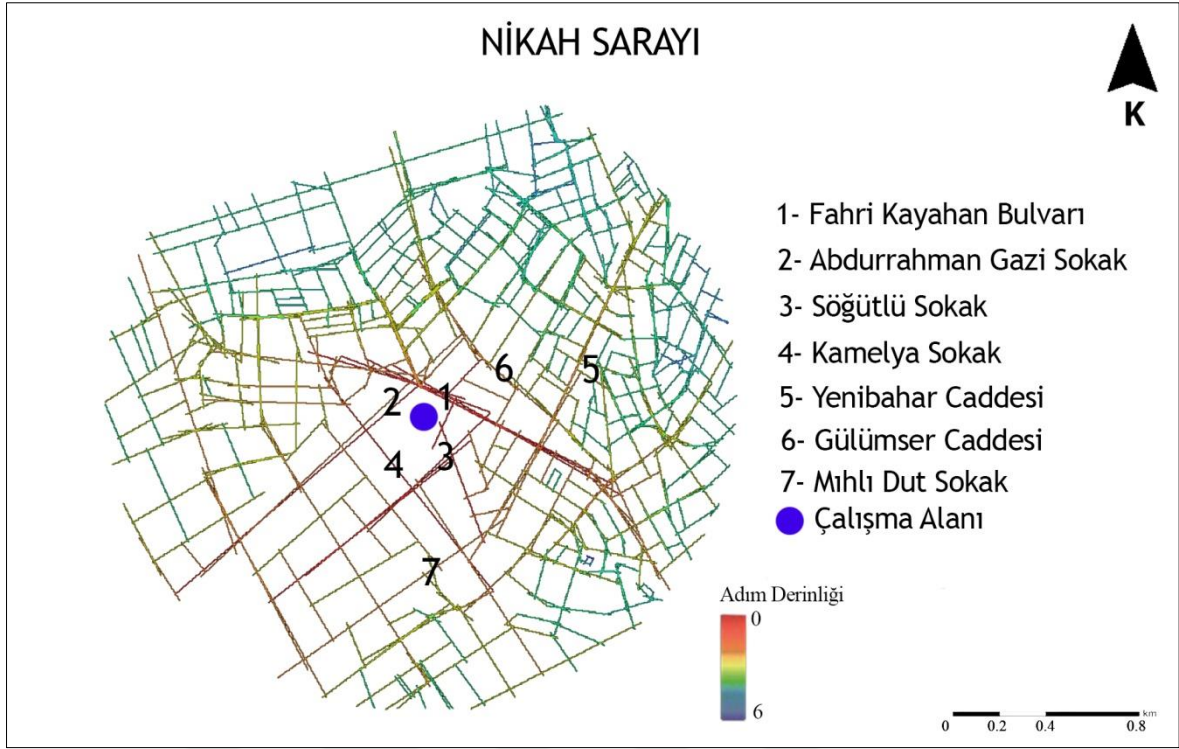 NİKAH SARAYI
K
1- Fahri Kayahan Bulvarı
2- Abdurrahman Gazi Sokak
3- Söğütlü Sokak
4- Kamelya Sokak
5- Yenibahar Caddesi
6- Gülümser Caddesi
7- Mıhlı Dut Sokak
Çalışma Alanı
6
5
2
1
4
3
7
Adım Derinliği
0
6
km
0 0.2 0.4 0.8